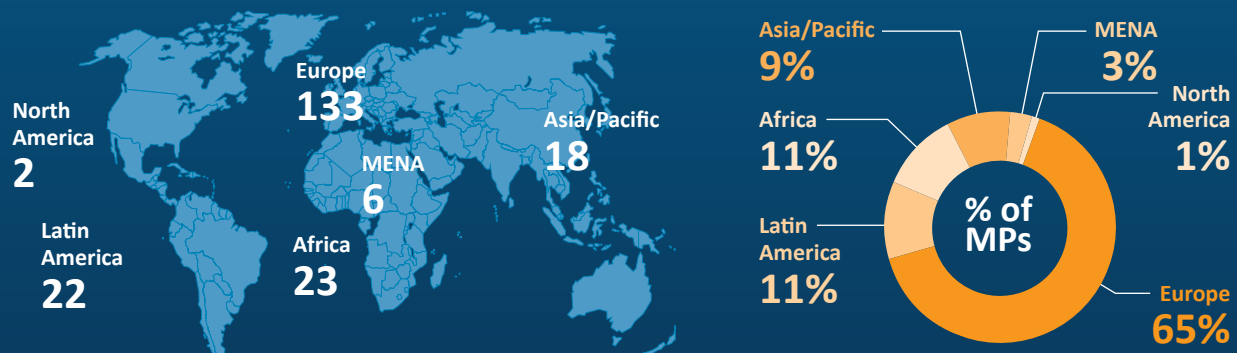 North
America
2
Latin
America
22
Europe
133
MENA
6
Africa
23
Asia/Pacific
18
Asia/Pacific
9%
Africa
11%
Latin
America
11%
% of
MPs
MENA
3%
North
America
1%
Europe
65%